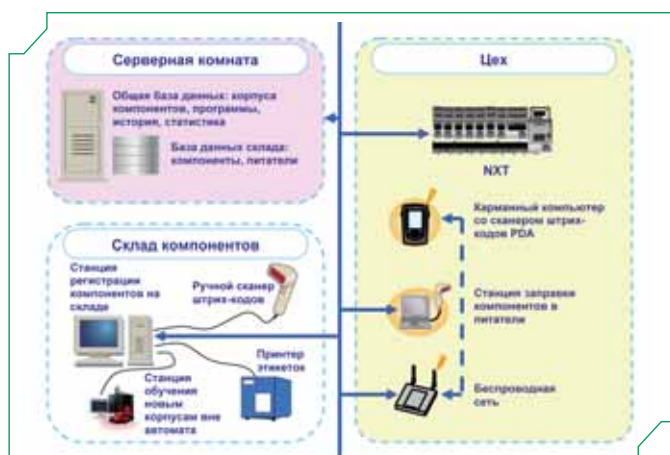 Серверная комната
Общая база данных: корпуса
компонентов, программы,
история, статистика
База данных склада:
компоненты, питатели
Склад компонентов
Станция
регистрации
компонентов на
складе
Ручной сканер
штрих-кодов
Принтер
этикеток
Станция
обучения
новым
корпусам вне
автомата
Цех
NXT
Карманный компьютер
со сканером штрих-
кодов PDA
Станция заправки
компонентов в
питатели
Беспроводная
сеть